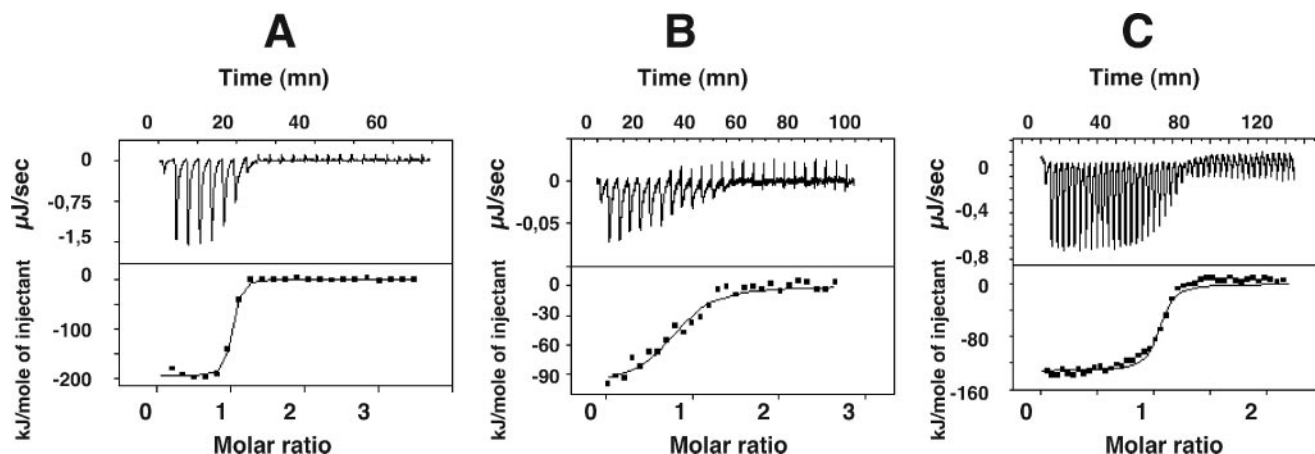 A
Time (mn)
0 20 40 60
µJ/sec
0
-0,75
-1,5
kJ/mole of injectant
0
-100
-200
0 1 2 3
Molar ratio
B
Time (mn)
0 20 40 60 80 100
µJ/sec
0
-0,05
kJ/mole of injectant
0
-30
-60
-90
0 1 2 3
Molar ratio
C
Time (mn)
0 40 80 120
µJ/sec
0
-0,4
-0,8
kJ/mole of injectant
0
-80
-160
0 1 2
Molar ratio